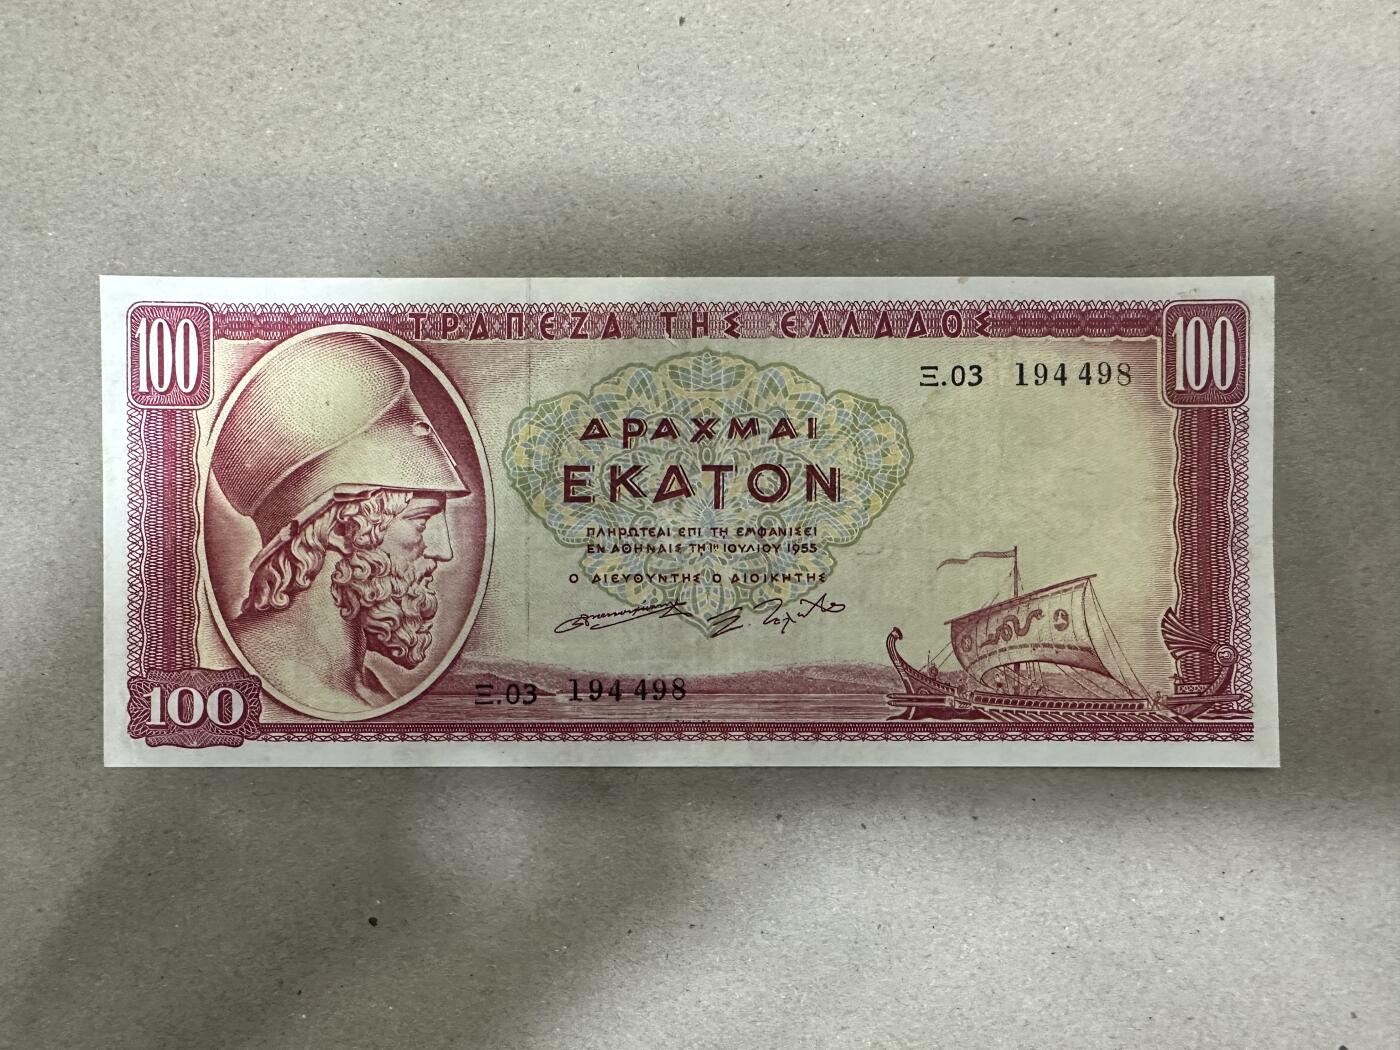 100
ΤΡΑΠΕΖΑ ΤΗΣ ΕΛΛΑΔΟΣ
100
Ξ.03 194 498
ΔΡΑΧΜΑΙ
ΕΚΑΤΟΝ
ΠΛΗΡΩΤΕΑΙ ΕΠΙ ΤΗ ΕΜΦΑΝΙΣΕΙ
ΕΝ ΑΘΗΝΑΙΣ ΤΗ 1Η ΙΟΥΛΙΟΥ 1955
Ο ΔΙΕΥΘΥΝΤΗΣ Ο ΔΙΟΙΚΗΤΗΣ
Ξ.03 194 498
100